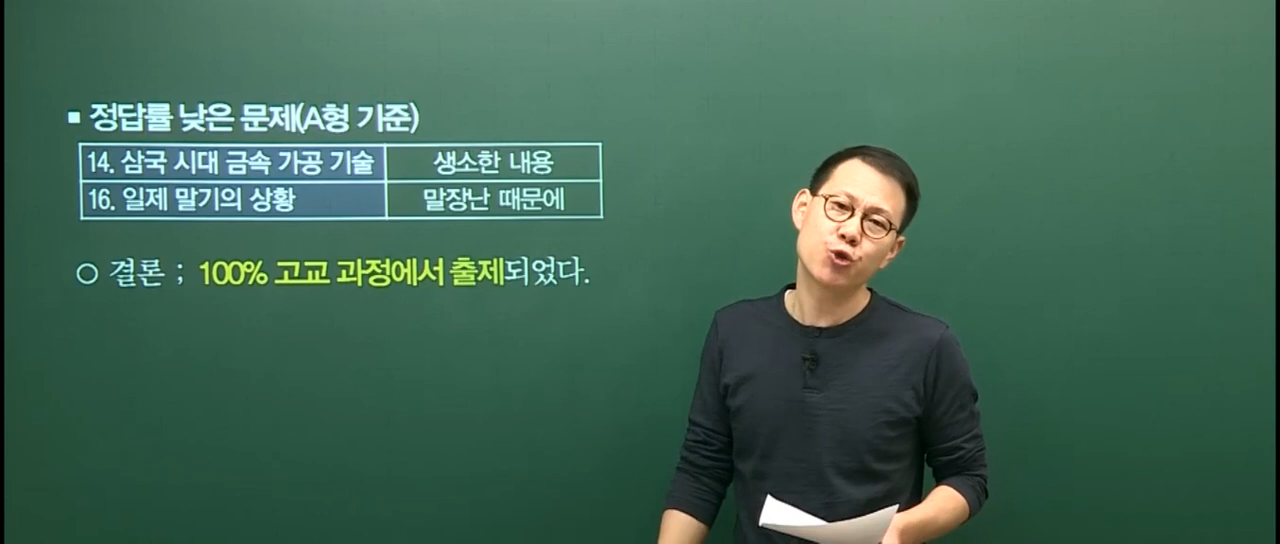 ▪ 정답률 낮은 문제(A형 기준)
14. 삼국 시대 금속 가공 기술 생소한 내용
16. 일제 말기의 상황 말장난 때문에
○ 결론 ; 100% 고교 과정에서 출제되었다.